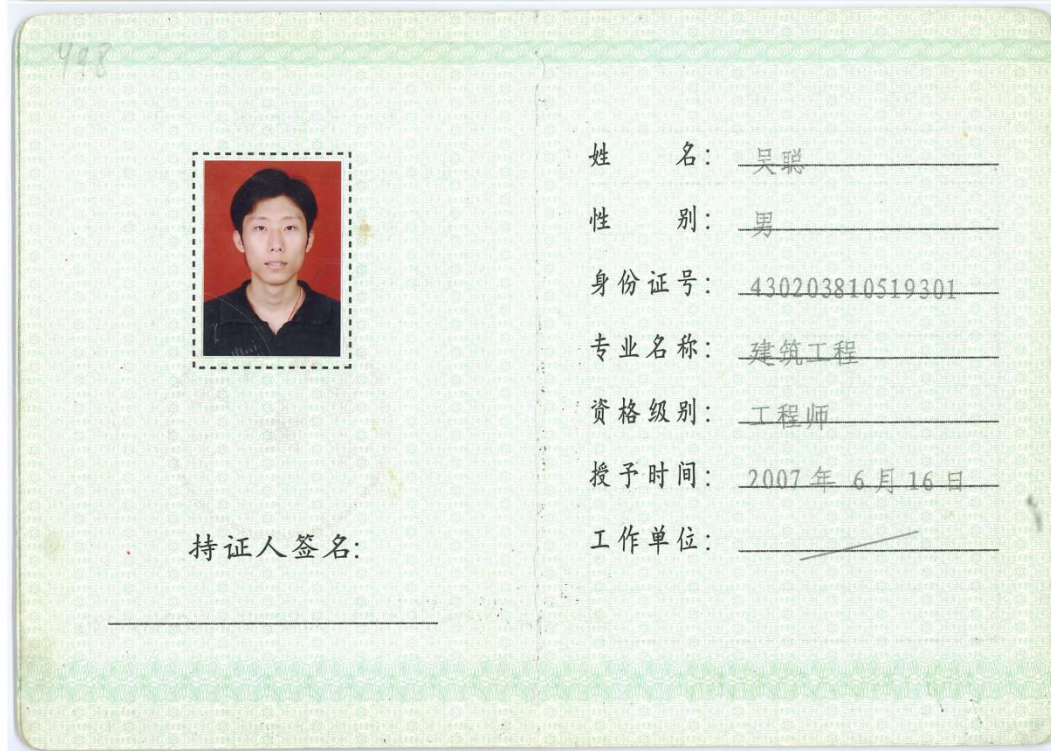 498
持证人签名:
姓 名: 吴聪
性 别: 男
身份证号: 430203810519301
专业名称: 建筑工程
资格级别: 工程师
授予时间: 2007 年 6 月 16 日
工作单位: